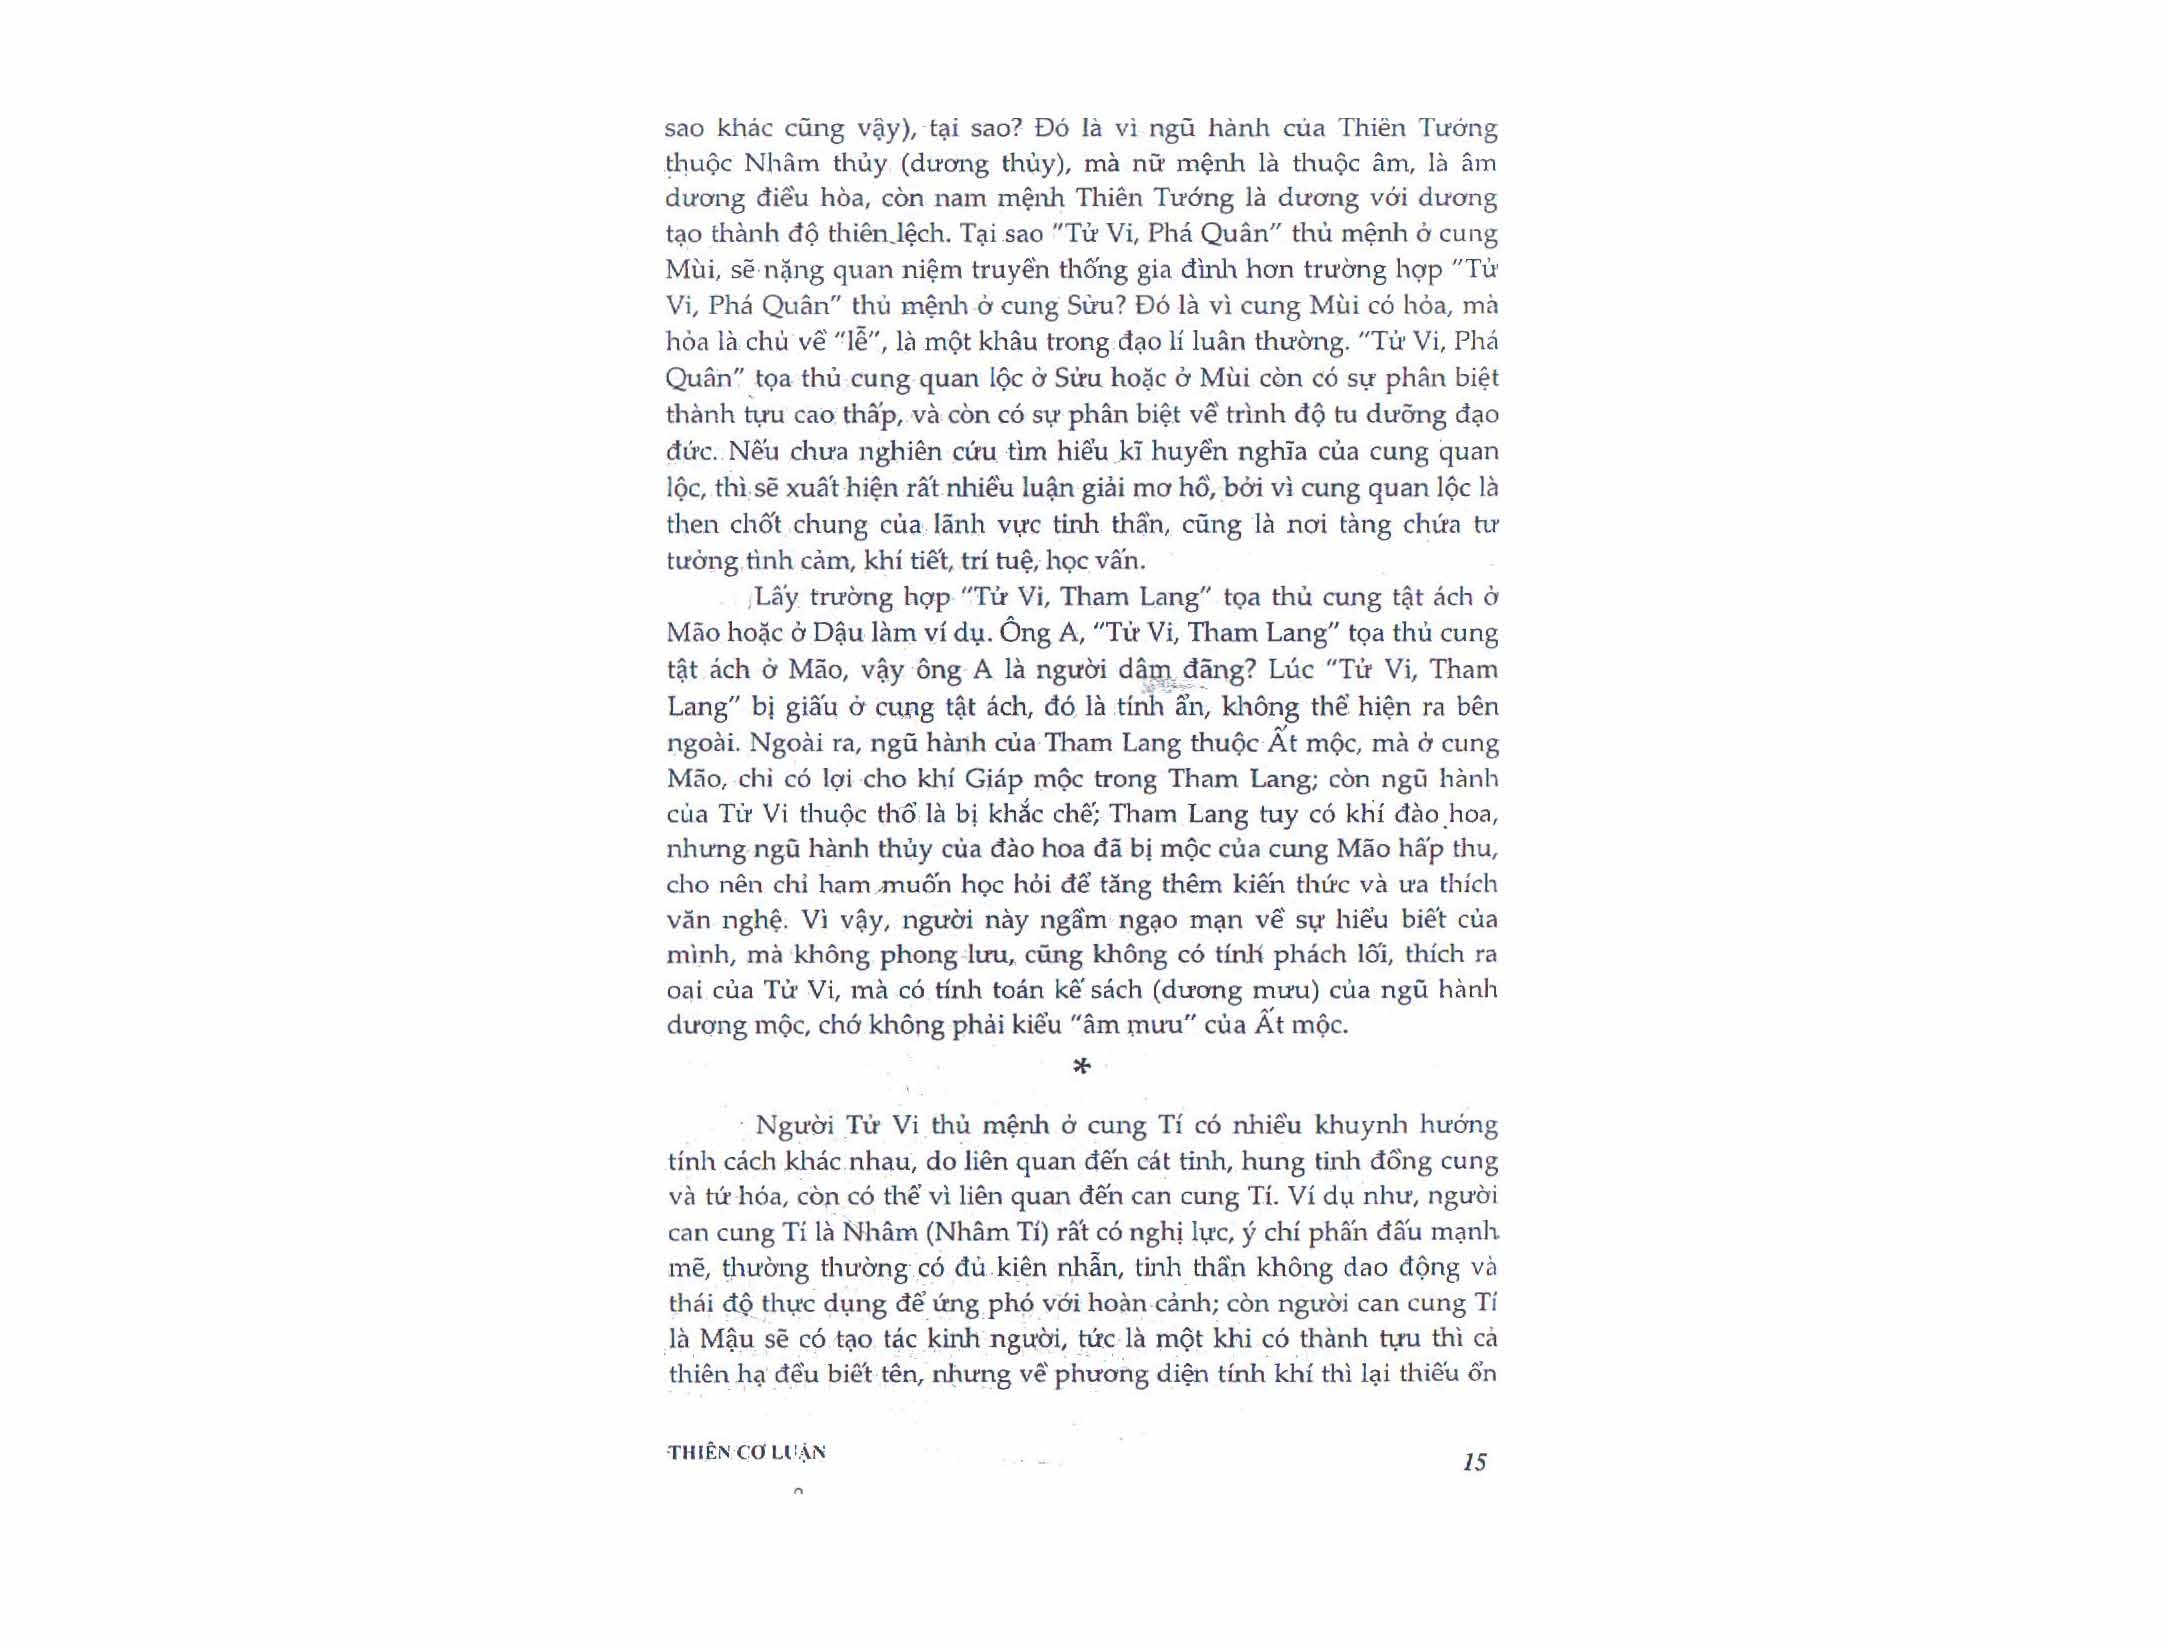 sao khác cũng vậy), tại sao? Đó là vì ngũ hành của Thiên Tướng
thuộc Nhâm thủy (dương thủy), mà nữ mệnh là thuộc âm, là âm
dương điều hòa, còn nam mệnh Thiên Tướng là dương với dương
tạo thành độ thiên lệch. Tại sao "Tử Vi, Phá Quân" thủ mệnh ở cung
Mùi, sẽ nặng quan niệm truyền thống gia đình hơn trường hợp "Tử
Vi, Phá Quân" thủ mệnh ở cung Sửu? Đó là vì cung Mùi có hỏa, mà
hỏa là chủ về "lễ", là một khâu trong đạo lí luân thường. "Tử Vi, Phá
Quân" tọa thủ cung quan lộc ở Sửu hoặc ở Mùi còn có sự phân biệt
thành tựu cao thấp, và còn có sự phân biệt về trình độ tu dưỡng đạo
đức. Nếu chưa nghiên cứu tìm hiểu kĩ huyền nghĩa của cung quan
lộc, thì sẽ xuất hiện rất nhiều luận giải mơ hồ, bởi vì cung quan lộc là
then chốt chung của lãnh vực tinh thần, cũng là nơi tàng chứa tư
tưởng tình cảm, khí tiết, trí tuệ, học vấn.
Lấy trường hợp "Tử Vi, Tham Lang" tọa thủ cung tật ách ở
Mão hoặc ở Dậu làm ví dụ. Ông A, "Tử Vi, Tham Lang" tọa thủ cung
tật ách ở Mão, vậy ông A là người dâm đãng? Lúc "Tử Vi, Tham
Lang" bị giấu ở cung tật ách, đó là tính ẩn, không thể hiện ra bên
ngoài. Ngoài ra, ngũ hành của Tham Lang thuộc Ất mộc, mà ở cung
Mão, chỉ có lợi cho khí Giáp mộc trong Tham Lang; còn ngũ hành
của Tử Vi thuộc thổ là bị khắc chế; Tham Lang tuy có khí đào hoa,
nhưng ngũ hành thủy của đào hoa đã bị mộc của cung Mão hấp thu,
cho nên chỉ ham muốn học hỏi để tăng thêm kiến thức và ưa thích
văn nghệ. Vì vậy, người này ngầm ngạo mạn về sự hiểu biết của
mình, mà không phong lưu, cũng không có tính phách lối, thích ra
oai của Tử Vi, mà có tính toán kế sách (dương mưu) của ngũ hành
dương mộc, chớ không phải kiểu "âm mưu" của Ất mộc.
*
Người Tử Vi thủ mệnh ở cung Tí có nhiều khuynh hướng
tính cách khác nhau, do liên quan đến cát tinh, hung tinh đồng cung
và tứ hóa, còn có thể vì liên quan đến can cung Tí. Ví dụ như, người
can cung Tí là Nhâm (Nhâm Tí) rất có nghị lực, ý chí phấn đấu mạnh
mẽ, thường thường có đủ kiên nhẫn, tinh thần không dao động và
thái độ thực dụng để ứng phó với hoàn cảnh; còn người can cung Tí
là Mậu sẽ có tạo tác kinh người, tức là một khi có thành tựu thì cả
thiên hạ đều biết tên, nhưng về phương diện tính khí thì lại thiếu ổn
THIÊN CƠ LUẬN
15